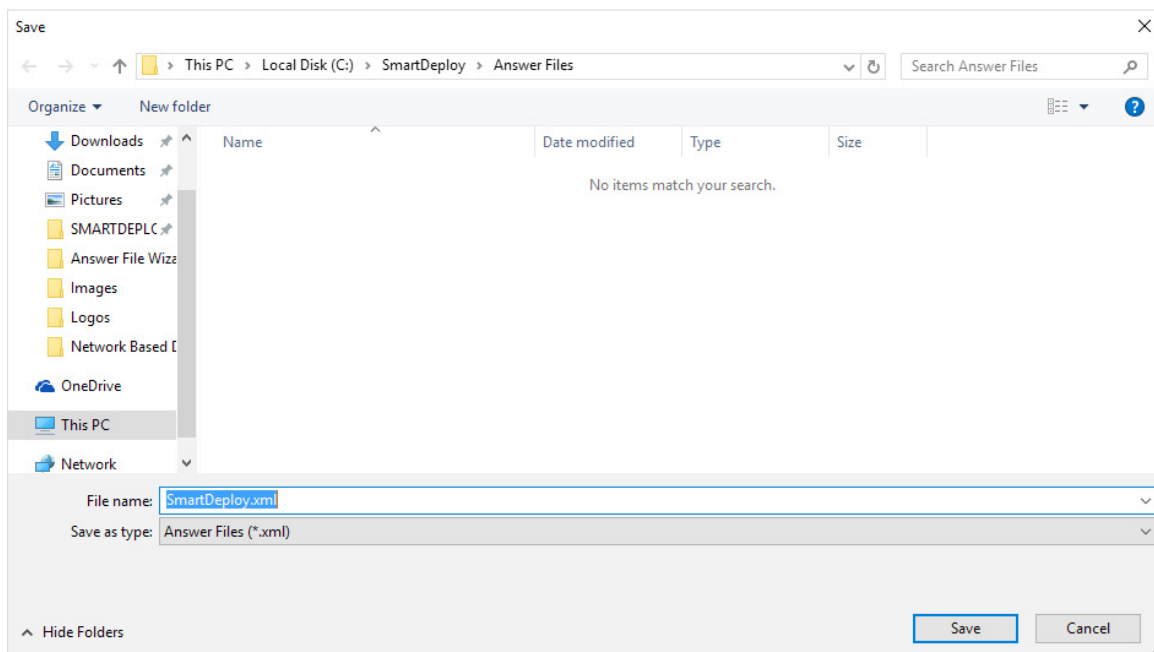 Save
This PC > Local Disk (C:) > SmartDeploy > Answer Files
Search Answer Files
Organize
New folder
Name
Date modified
Type
Size
No items match your search.
Downloads
Documents
Pictures
SMARTDEPLC
Answer File Wiza
Images
Logos
Network Based D
OneDrive
This PC
Network
File name: SmartDeploy.xml
Save as type: Answer Files (*.xml)
Hide Folders
Save
Cancel